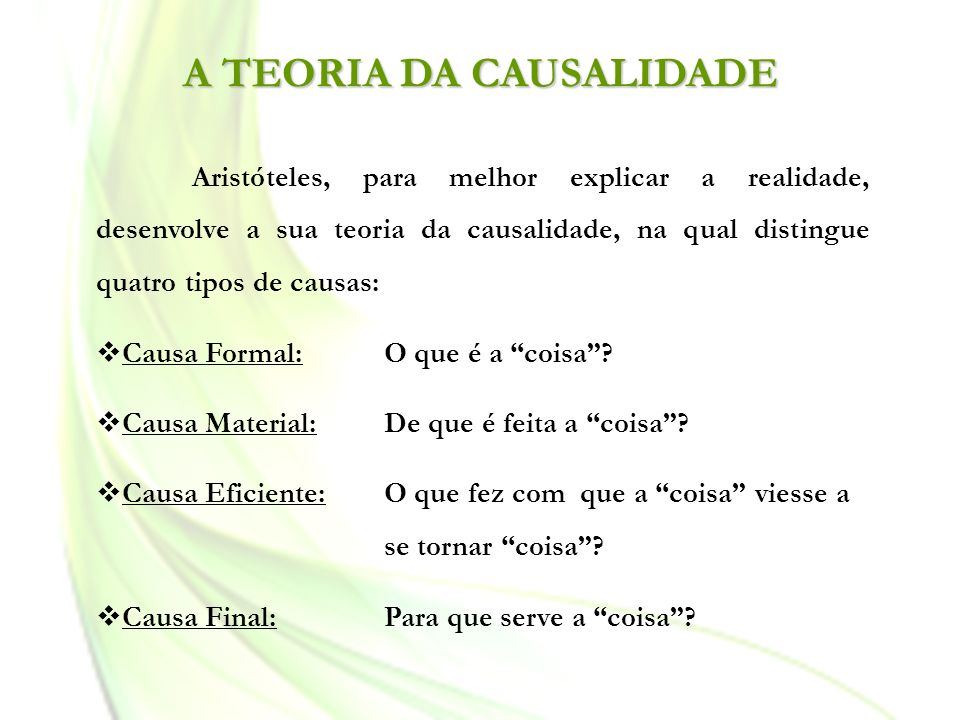 A TEORIA DA CAUSALIDADE
Aristóteles, para melhor explicar a realidade,
desenvolve a sua teoria da causalidade, na qual distingue
quatro tipos de causas:
❖Causa Formal: O que é a “coisa”?
❖Causa Material: De que é feita a “coisa”?
❖Causa Eficiente: O que fez com que a “coisa” viesse a
se tornar “coisa”?
❖Causa Final: Para que serve a “coisa”?